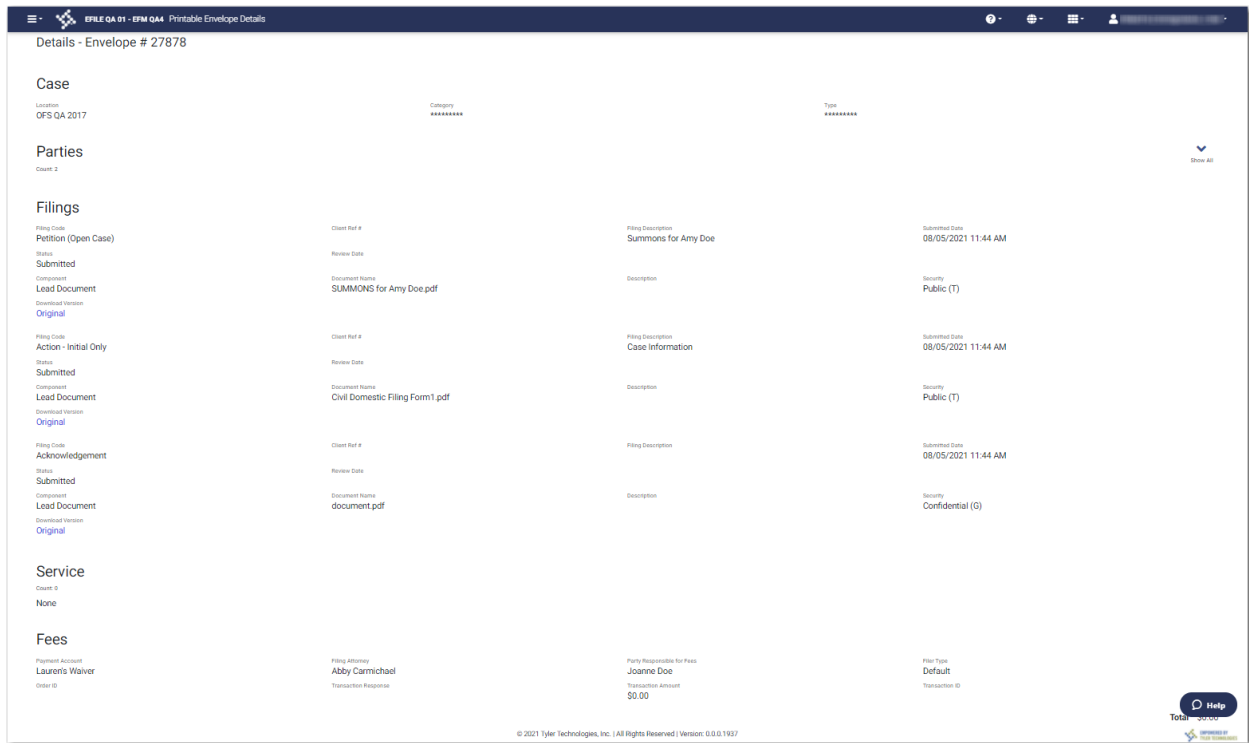 EFILE QA 01 - EFM QA4 Printable Envelope Details
Details - Envelope # 27878
Case
Location Category Type
OFS QA 2017 ********* *********
Parties
Show All
Count: 2
Filings
Filing Code Client Ref # Filing Description Submitted Date
Petition (Open Case) Summons for Amy Doe 08/05/2021 11:44 AM
Status Review Date
Submitted
Component Document Name Description Security
Lead Document SUMMONS for Amy Doe.pdf Public (T)
Download Version
Original
Filing Code Client Ref # Filing Description Submitted Date
Action - Initial Only Case Information 08/05/2021 11:44 AM
Status Review Date
Submitted
Component Document Name Description Security
Lead Document Civil Domestic Filing Form1.pdf Public (T)
Download Version
Original
Filing Code Client Ref # Filing Description Submitted Date
Acknowledgement 08/05/2021 11:44 AM
Status Review Date
Submitted
Component Document Name Description Security
Lead Document document.pdf Confidential (G)
Download Version
Original
Service
Count: 0
None
Fees
Payment Account Filing Attorney Party Responsible for Fees Filer Type
Lauren's Waiver Abby Carmichael Joanne Doe Default
Order ID Transaction Response Transaction Amount Transaction ID
$0.00
Help
Total $0.00
© 2021 Tyler Technologies, Inc. | All Rights Reserved | Version: 0.0.0.1937
EMPOWERED BY
TYLER TECHNOLOGIES